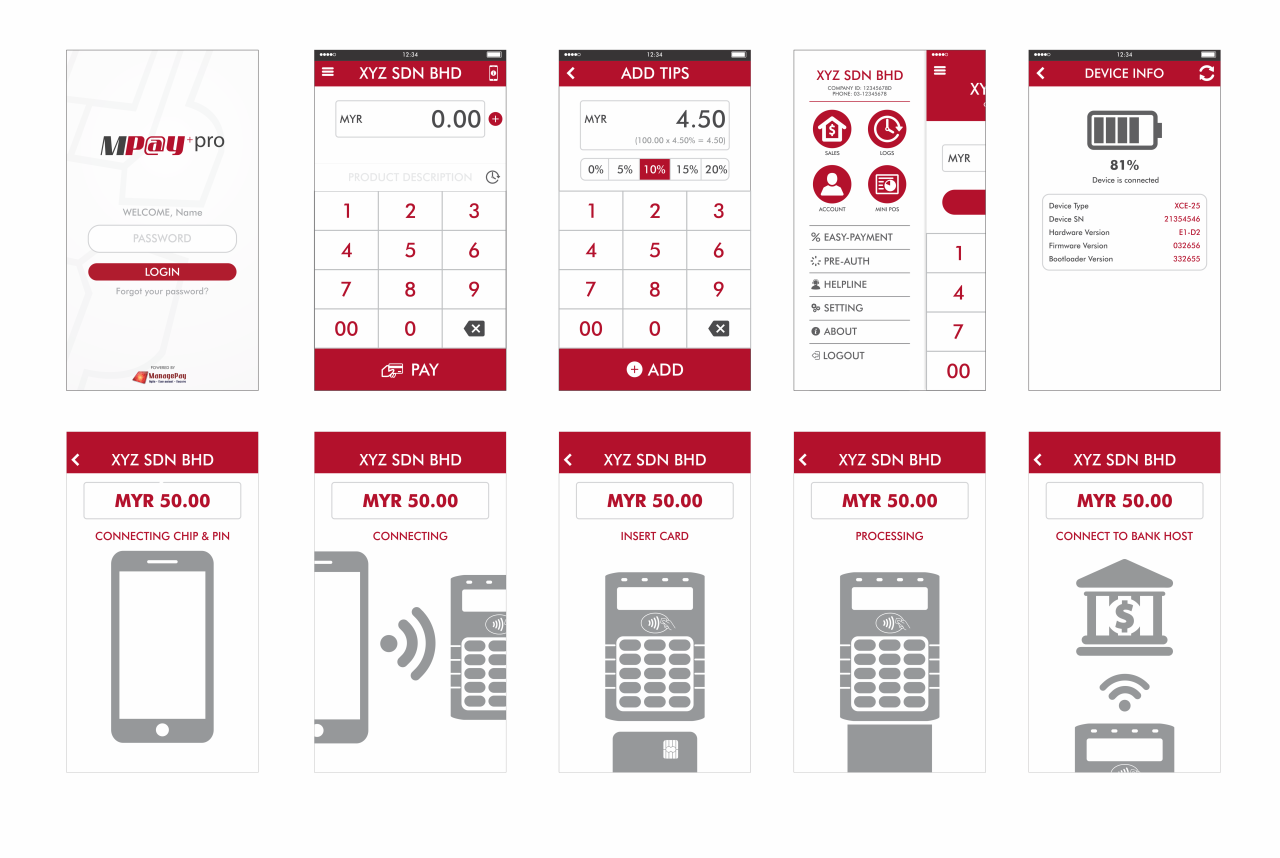 MP@Y +pro
WELCOME, Name
PASSWORD
LOGIN
Forgot your password?
POWERED BY
ManagePay
12:34
XYZ SDN BHD
MYR 0.00
PRODUCT DESCRIPTION
1 2 3
4 5 6
7 8 9
00 0
PAY
12:34
ADD TIPS
MYR 4.50
(100.00 x 4.50% = 4.50)
0% 5% 10% 15% 20%
1 2 3
4 5 6
7 8 9
00 0
ADD
XYZ SDN BHD
COMPANY ID: 12345678D
PHONE: 03-12345678
SALES LOGS
ACCOUNT MINI POS
% EASY-PAYMENT
PRE-AUTH
HELPLINE
SETTING
ABOUT
LOGOUT
XY
MYR
1
4
7
00
12:34
DEVICE INFO
81%
Device is connected
Device Type XCE-25
Device SN 21354546
Hardware Version E1-D2
Firmware Version 032656
Bootloader Version 332655
XYZ SDN BHD
MYR 50.00
CONNECTING CHIP & PIN
XYZ SDN BHD
MYR 50.00
CONNECTING
XYZ SDN BHD
MYR 50.00
INSERT CARD
XYZ SDN BHD
MYR 50.00
PROCESSING
XYZ SDN BHD
MYR 50.00
CONNECT TO BANK HOST
$